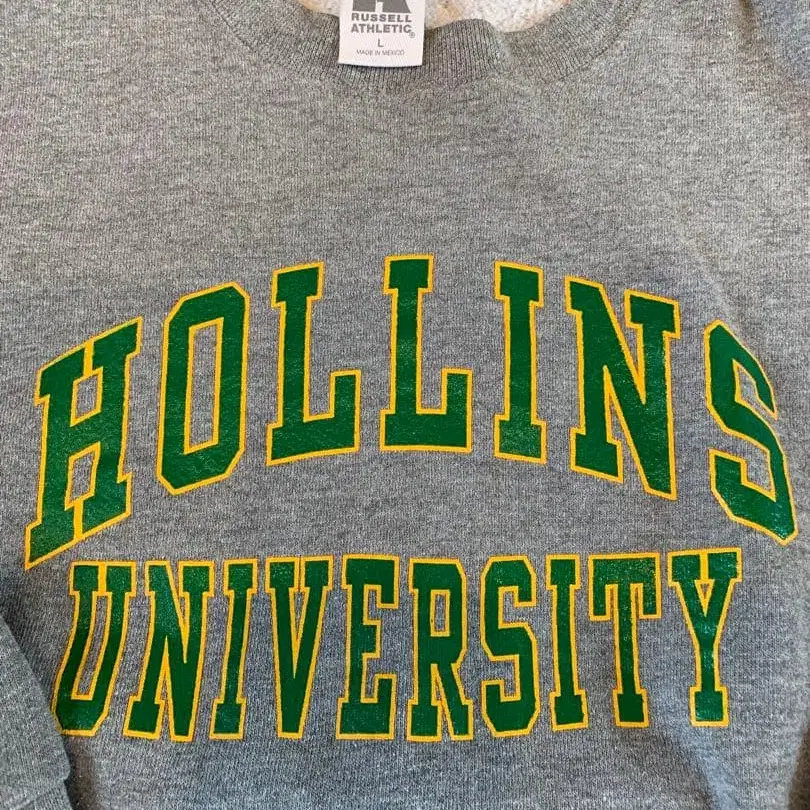 RUSSELL
ATHLETIC®
L
MADE IN MEXICO
HOLLINS
UNIVERSITY